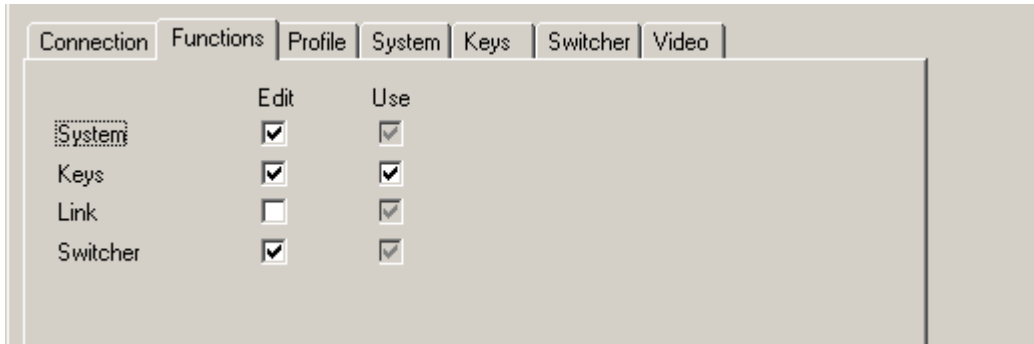 Connection Functions Profile System Keys Switcher Video
Edit Use
System
Keys
Link
Switcher